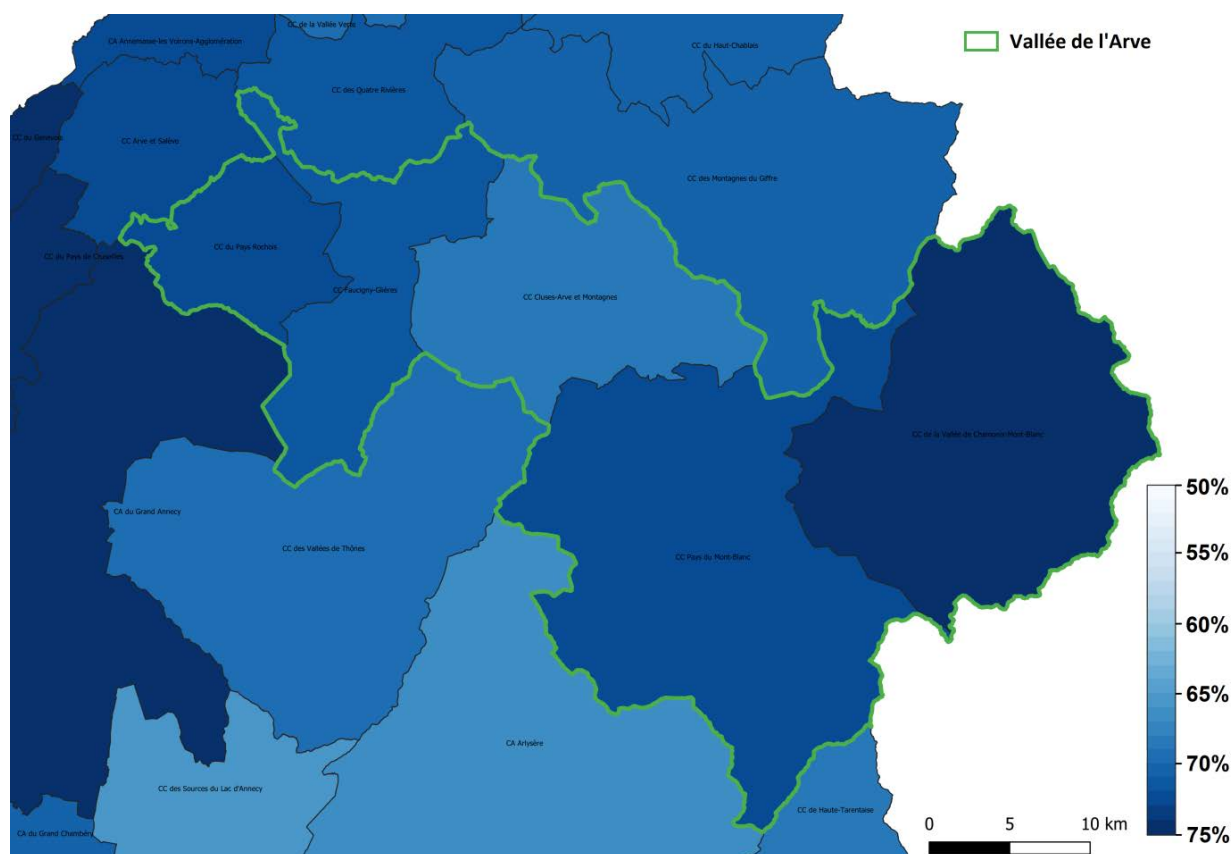 CC de la Vallée Verte
CA Annemasse-les Voirons-Agglomération
CC du Haut-Chablais
Vallée de l'Arve
CC des Quatre Rivières
CC du Genevois
CC Arve et Salève
CC des Montagnes du Giffre
CC du Pays Rochois
CC du Pays de Cruseilles
CC Faucigny-Glières
CC Cluses-Arve et Montagnes
CC de la Vallée de Chamonix-Mont-Blanc
50%
CA du Grand Annecy
CC des Vallées de Thônes
CC Pays du Mont-Blanc
55%
60%
65%
CA Arlysère
70%
CC des Sources du Lac d'Annecy
CC de Haute-Tarentaise
CA du Grand Chambéry
0 5 10 km
75%